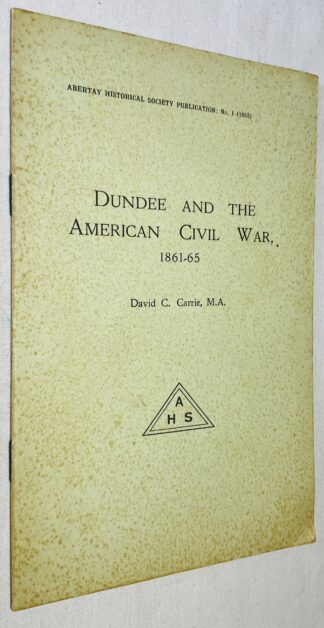 ABERTAY HISTORICAL SOCIETY PUBLICATION: No. 1 (1953)
DUNDEE AND THE
AMERICAN CIVIL WAR,
1861-65
David C. Carrie, M.A.
A
H S